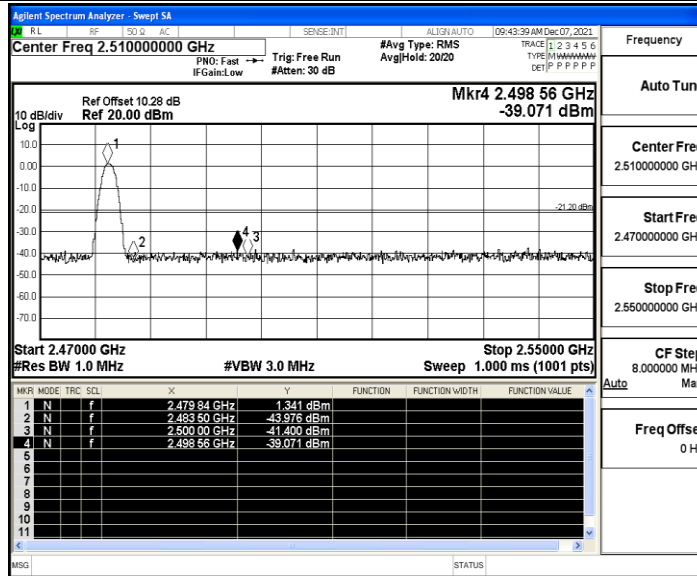 Agilent Spectrum Analyzer - Swept SA
RL RF 50 Ω AC SENSE:INT ALIGN AUTO 09:43:39 AM Dec 07, 2021
Center Freq 2.510000000 GHz
PNO: Fast
IFGain:Low
Trig: Free Run
#Atten: 30 dB
#Avg Type: RMS
Avg|Hold: 20/20
TRACE 1 2 3 4 5 6
TYPE M W W W W W
DET P P P P P P
Ref Offset 10.28 dB
10 dB/div Ref 20.00 dBm
Log
Mkr4 2.498 56 GHz
-39.071 dBm
10.0
0.00
-10.0
-20.0
-30.0
-40.0
-50.0
-60.0
-70.0
1
2
4
3
-21.20 dBm
Start 2.47000 GHz Stop 2.55000 GHz
#Res BW 1.0 MHz #VBW 3.0 MHz Sweep 1.000 ms (1001 pts)
MKR MODE TRC SCL X Y FUNCTION FUNCTION WIDTH FUNCTION VALUE
1 N f 2.479 84 GHz 1.341 dBm
2 N f 2.483 50 GHz -43.976 dBm
3 N f 2.500 00 GHz -41.400 dBm
4 N f 2.498 56 GHz -39.071 dBm
5
6
7
8
9
10
11
MSG STATUS
Frequency
Auto Tun
Center Fre
2.510000000 GH
Start Fre
2.470000000 GH
Stop Fre
2.550000000 GH
CF Step
8.000000 MH
Auto Ma
Freq Offse
0 H